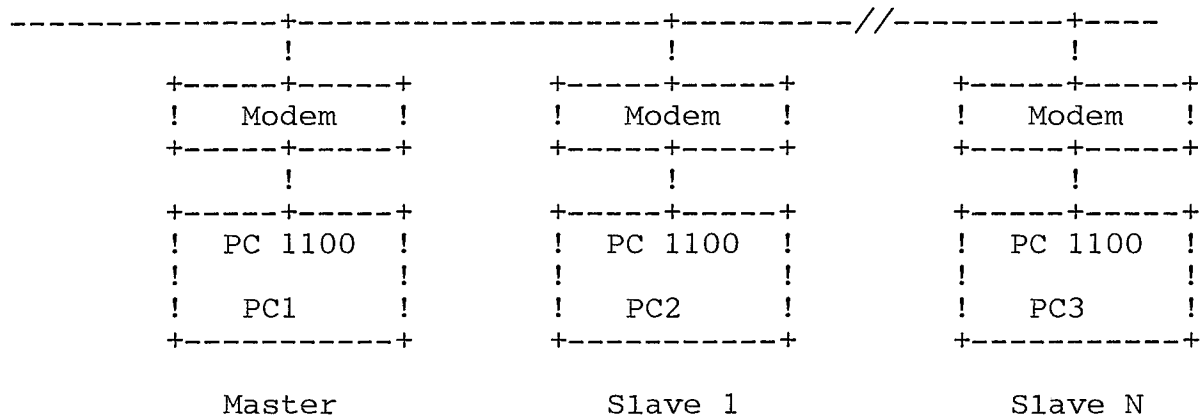 --------------+--------------------+---------//---------+----
!                    !                    !
+-----+-----+       +-----+-----+       +-----+-----+
!   Modem   !       !   Modem   !       !   Modem   !
+-----+-----+       +-----+-----+       +-----+-----+
!                    !                    !
+-----+-----+       +-----+-----+       +-----+-----+
!  PC 1100  !       !  PC 1100  !       !  PC 1100  !
!           !       !           !       !           !
!   PC1     !       !   PC2     !       !   PC3     !
+-----------+       +-----------+       +-----------+
Master              Slave 1             Slave N